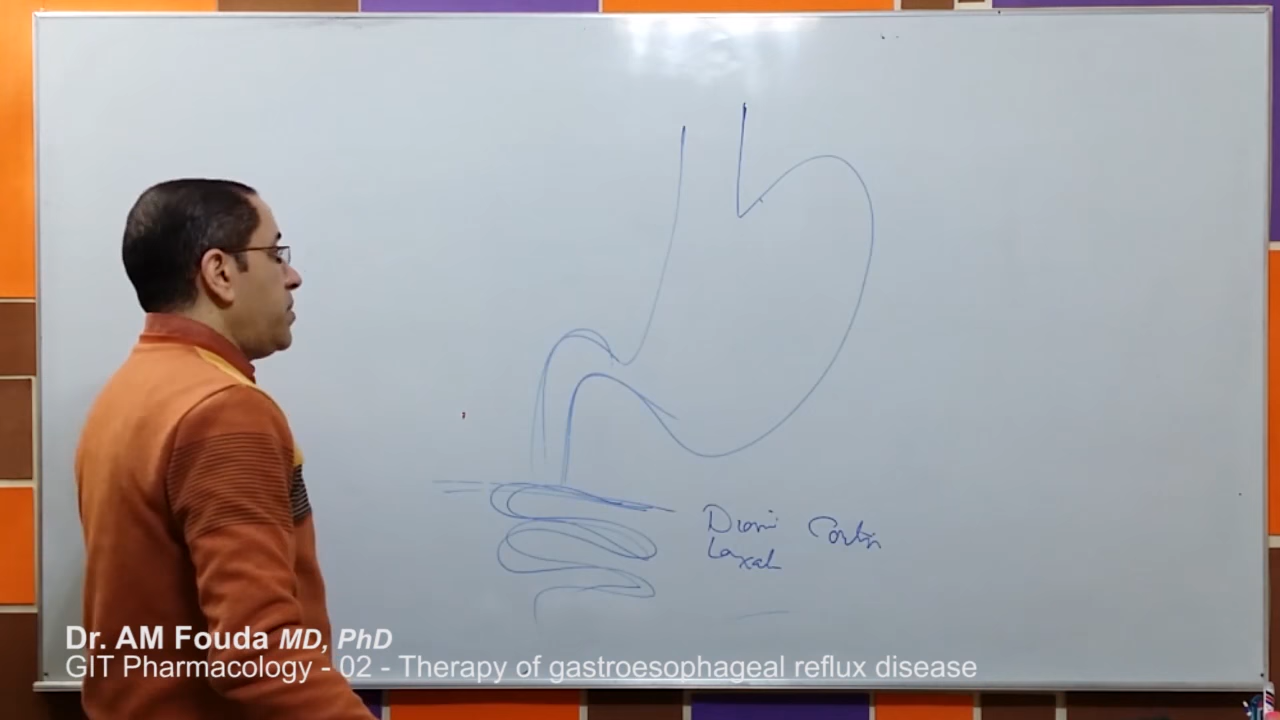 Dr. AM Fouda MD, PhD
GIT Pharmacology - 02 - Therapy of gastroesophageal reflux disease